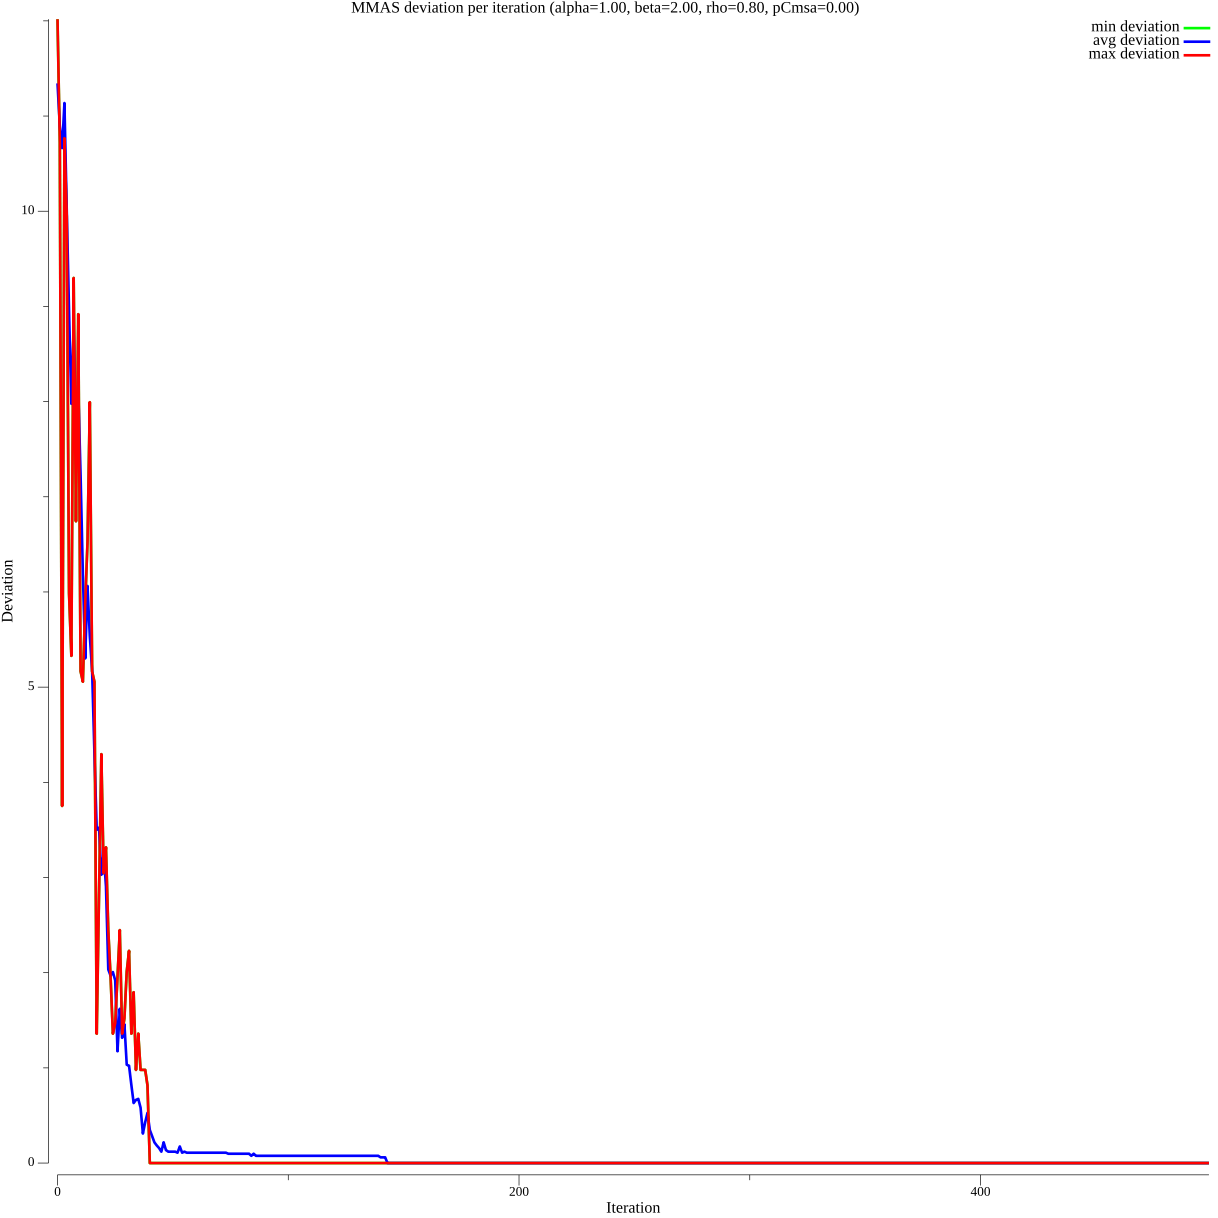 MMAS deviation per iteration (alpha=1.00, beta=2.00, rho=0.80, pCmsa=0.00)
min deviation
avg deviation
max deviation
10
5
0
Deviation
0
200
400
Iteration